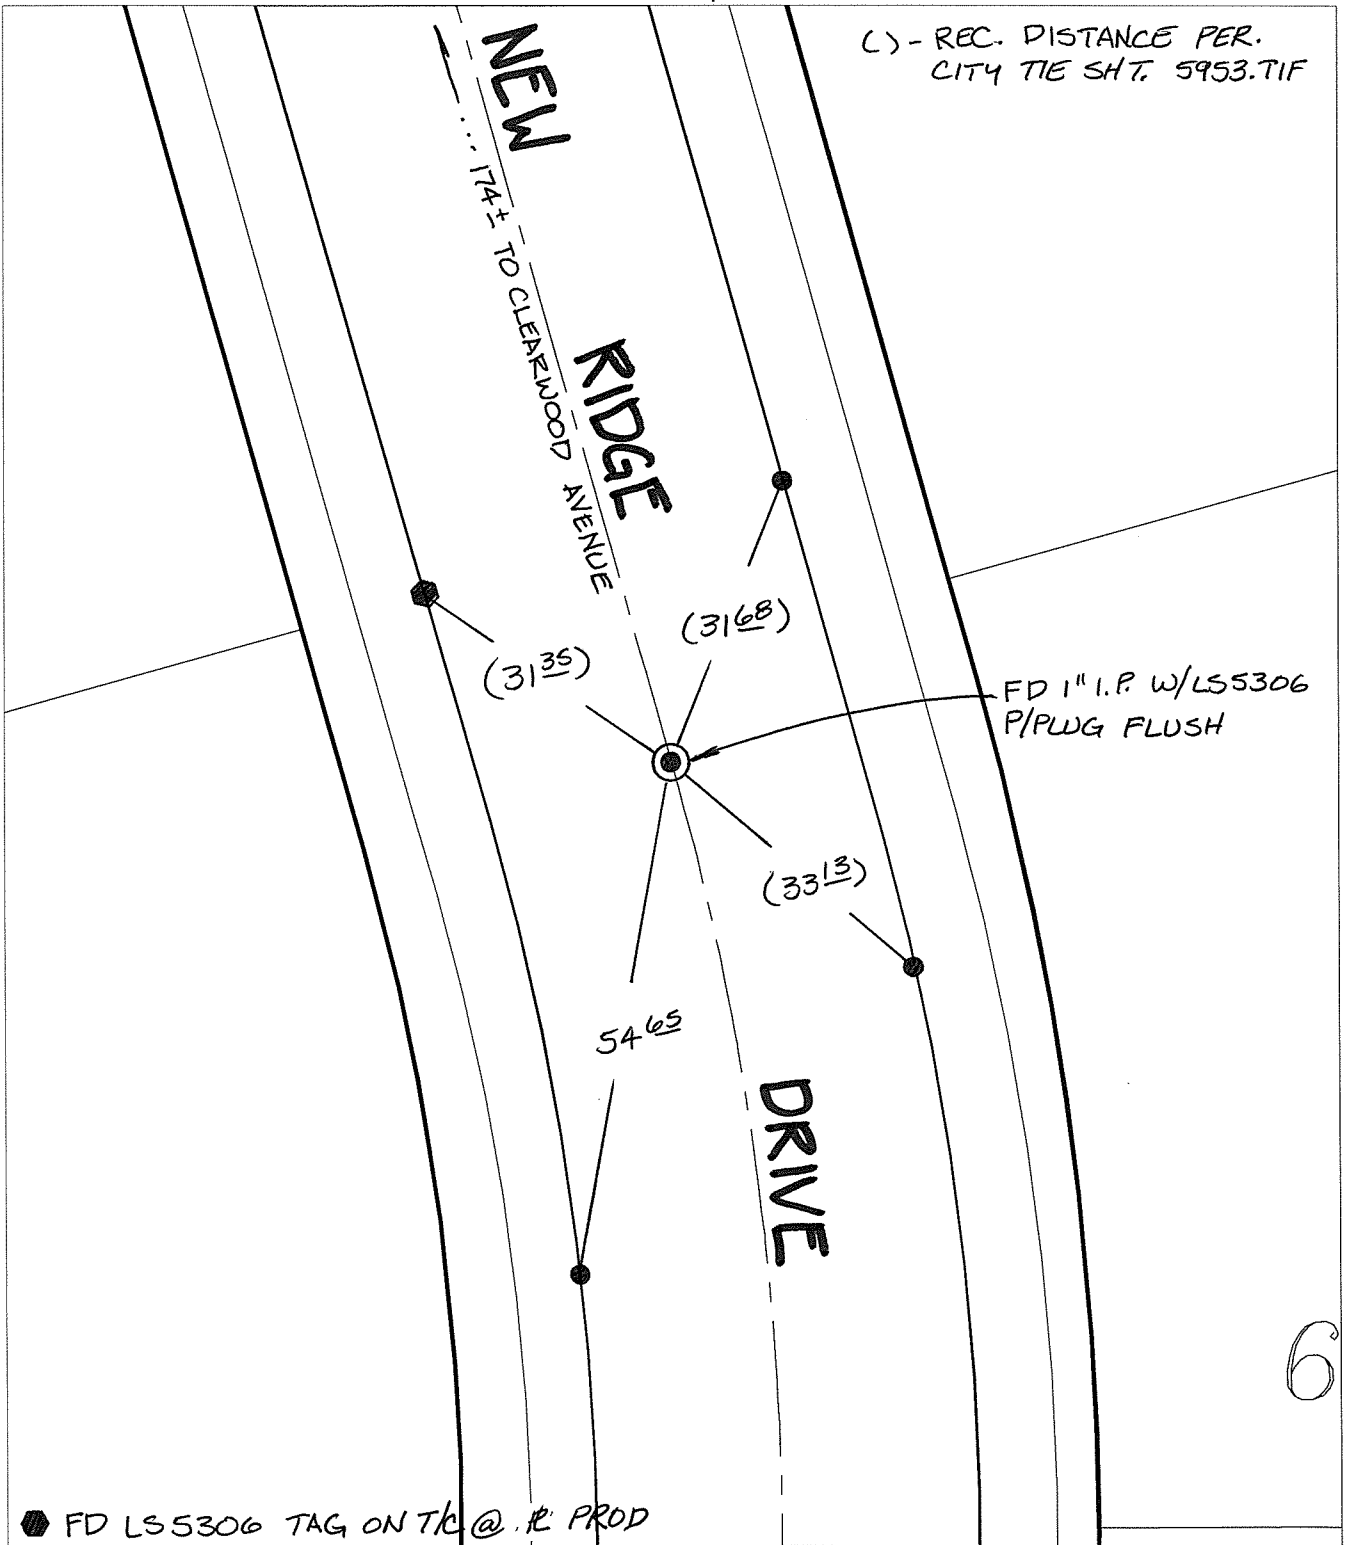 ( ) - REC. DISTANCE PER.
CITY TIE SHT. 5953.TIF
NEW
RIDGE
DRIVE
174± TO CLEARWOOD AVENUE
(31 68)
(31 35)
FD 1" I.P. W/LS5306
P/PLUG FLUSH
(33 13)
54 65
6
FD LS5306 TAG ON T/C @ PROD